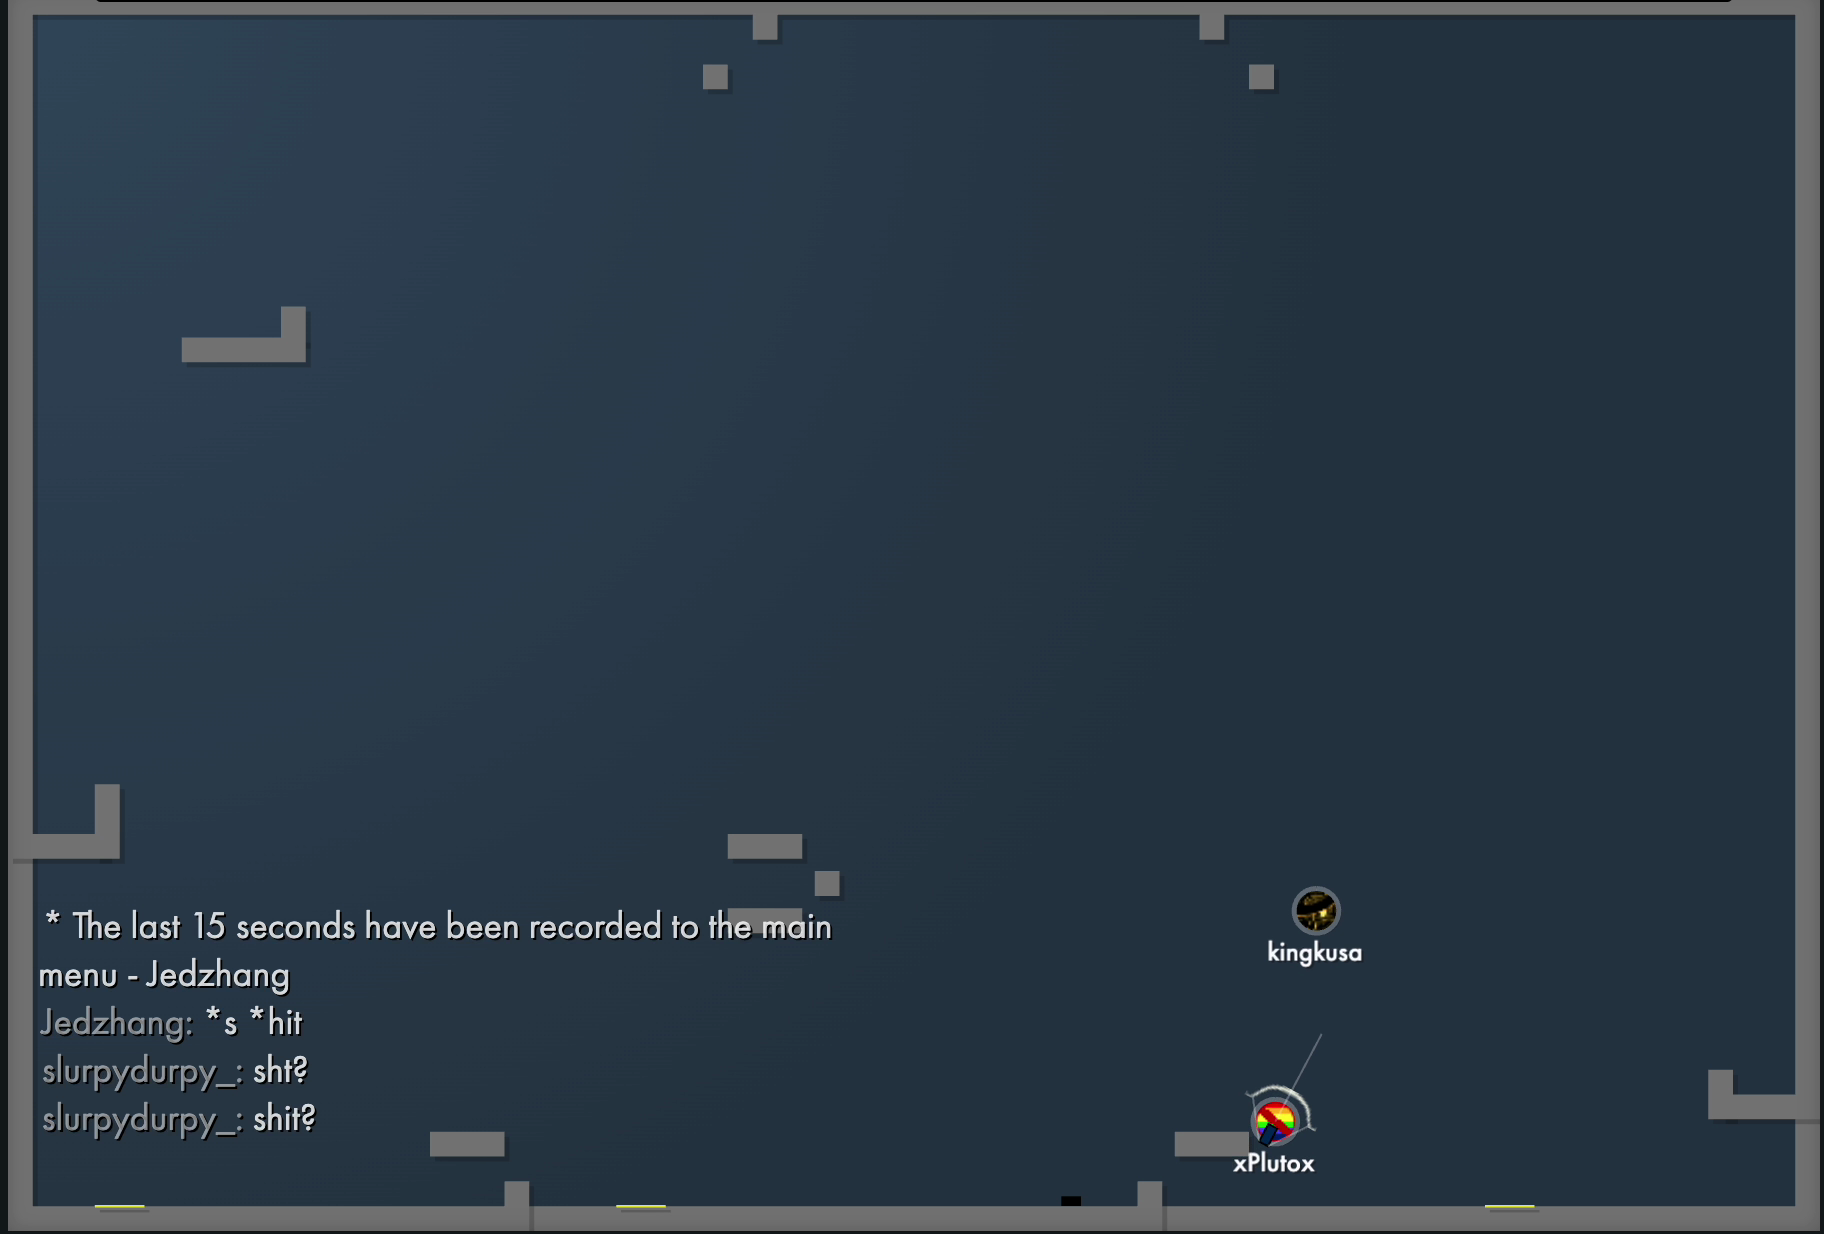 * The last 15 seconds have been recorded to the main
menu - Jedzhang
Jedzhang: *s *hit
slurpydurpy_: sht?
slurpydurpy_: shit?
kingkusa
xPlutox